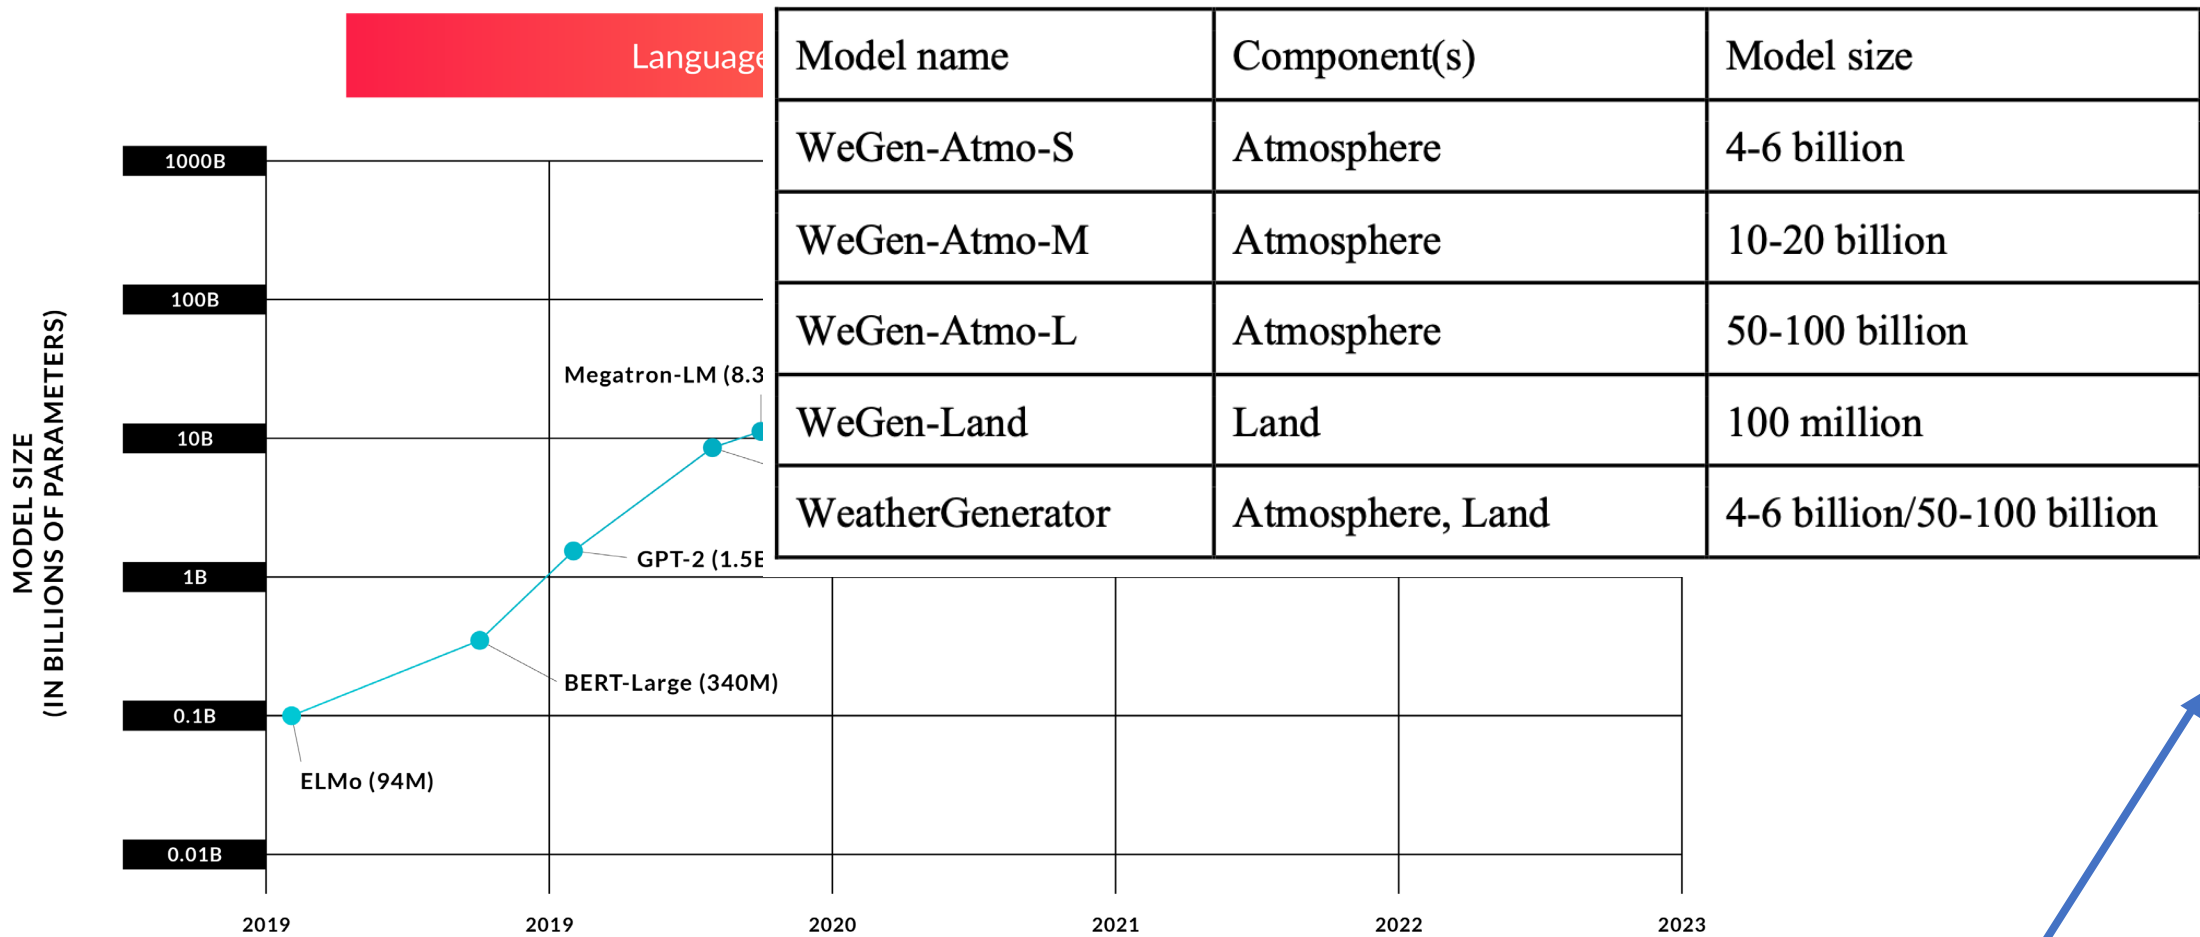 Language
Model name Component(s) Model size
WeGen-Atmo-S Atmosphere 4-6 billion
WeGen-Atmo-M Atmosphere 10-20 billion
WeGen-Atmo-L Atmosphere 50-100 billion
WeGen-Land Land 100 million
WeatherGenerator Atmosphere, Land 4-6 billion/50-100 billion
MODEL SIZE
(IN BILLIONS OF PARAMETERS)
1000B
100B
10B
1B
0.1B
0.01B
Megatron-LM (8.3
GPT-2 (1.5B
BERT-Large (340M)
ELMo (94M)
2019 2019 2020 2021 2022 2023